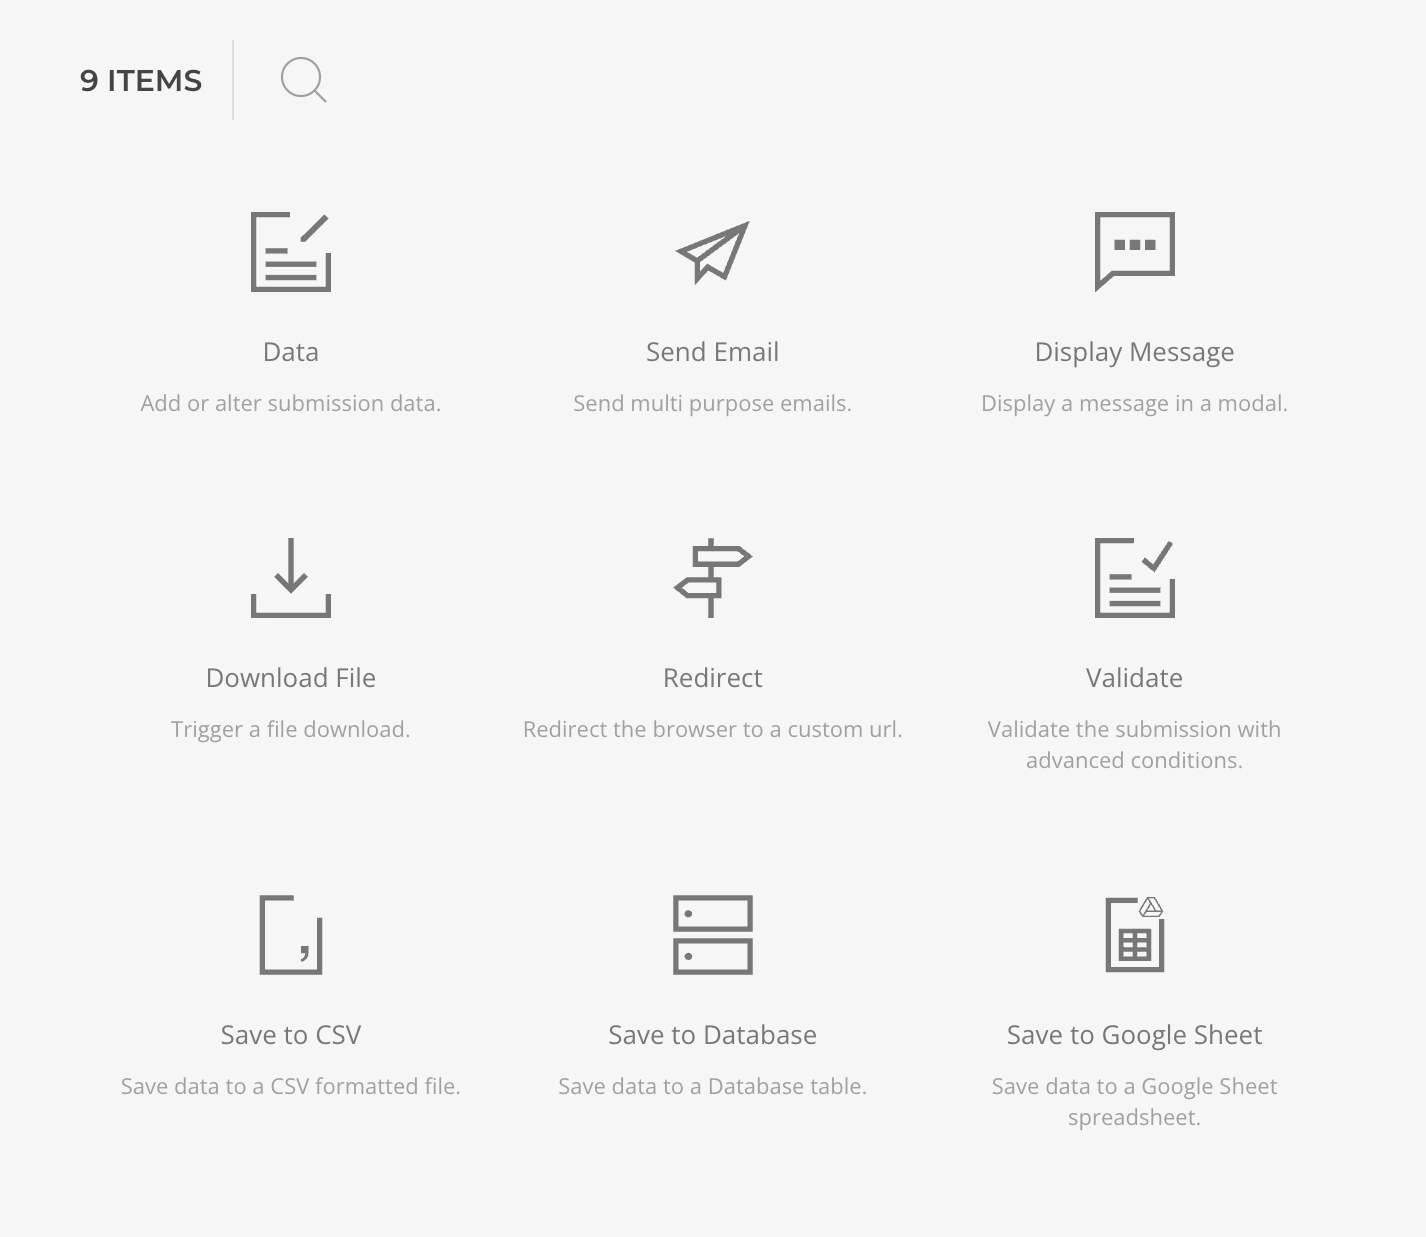 9 ITEMS
Data
Send Email
Display Message
Add or alter submission data.
Send multi purpose emails.
Display a message in a modal.
Download File
Redirect
Validate
Trigger a file download.
Redirect the browser to a custom url.
Validate the submission with
advanced conditions.
Save to CSV
Save to Database
Save to Google Sheet
Save data to a CSV formatted file.
Save data to a Database table.
Save data to a Google Sheet
spreadsheet.